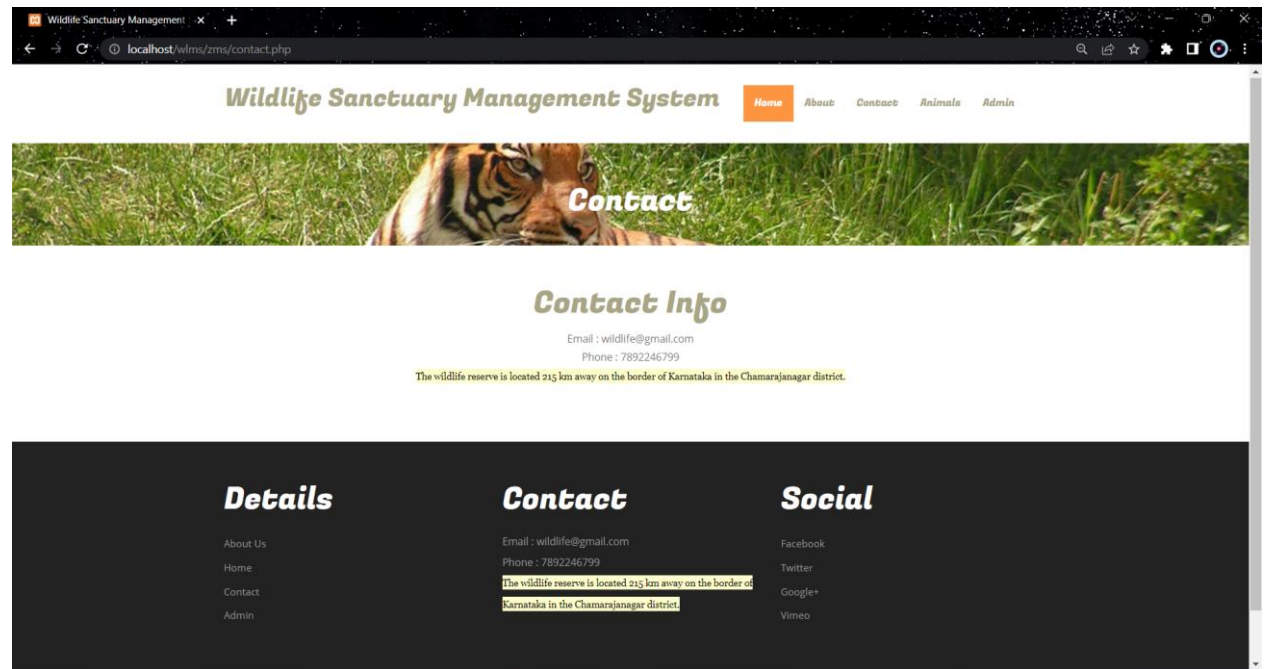 Wildlife Sanctuary Management
localhost/wlms/zms/contact.php
Wildlife Sanctuary Management System
Home About Contact Animals Admin
Contact
Contact Info
Email : wildlife@gmail.com
Phone : 7892246799
The wildlife reserve is located 215 km away on the border of Karnataka in the Chamarajanagar district.
Details
About Us
Home
Contact
Admin
Contact
Email : wildlife@gmail.com
Phone : 7892246799
The wildlife reserve is located 215 km away on the border of
Karnataka in the Chamarajanagar district.
Social
Facebook
Twitter
Google+
Vimeo